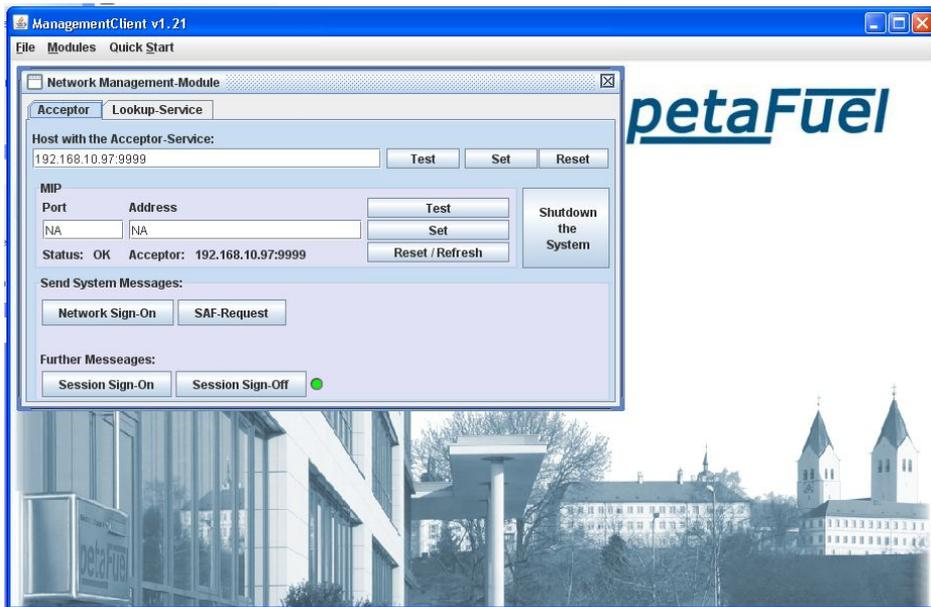 ManagementClient v1.21
File Modules Quick Start
Network Management-Module
Acceptor Lookup-Service
Host with the Acceptor-Service:
192.168.10.97:9999 Test Set Reset
MIP
Port Address Test
NA NA Set
Status: OK Acceptor: 192.168.10.97:9999 Reset / Refresh
Shutdown
the
System
Send System Messages:
Network Sign-On SAF-Request
Further Messeages:
Session Sign-On Session Sign-Off
petaFuel
petaFuel